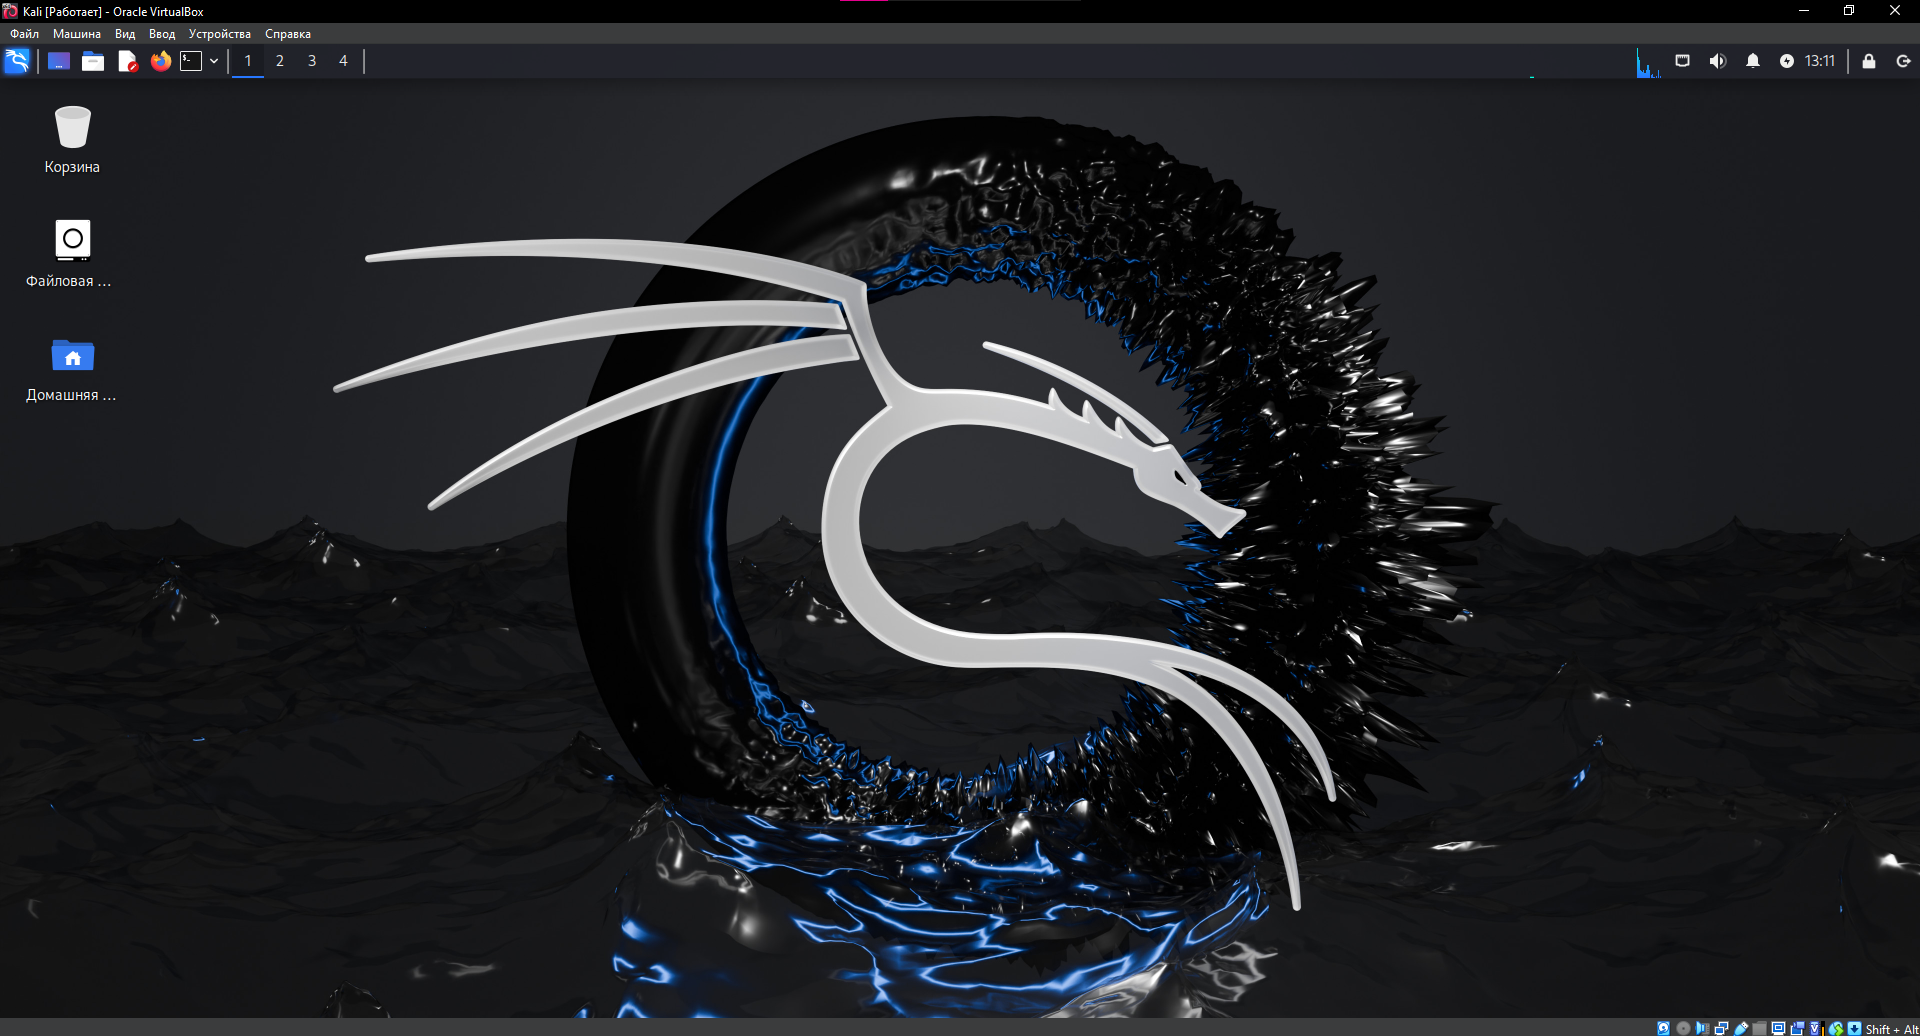 Kali [Работает] - Oracle VirtualBox
Файл Машина Вид Ввод Устройства Справка
1 2 3 4 13:11
Корзина
Файловая ...
Домашняя ...
Shift + Alt